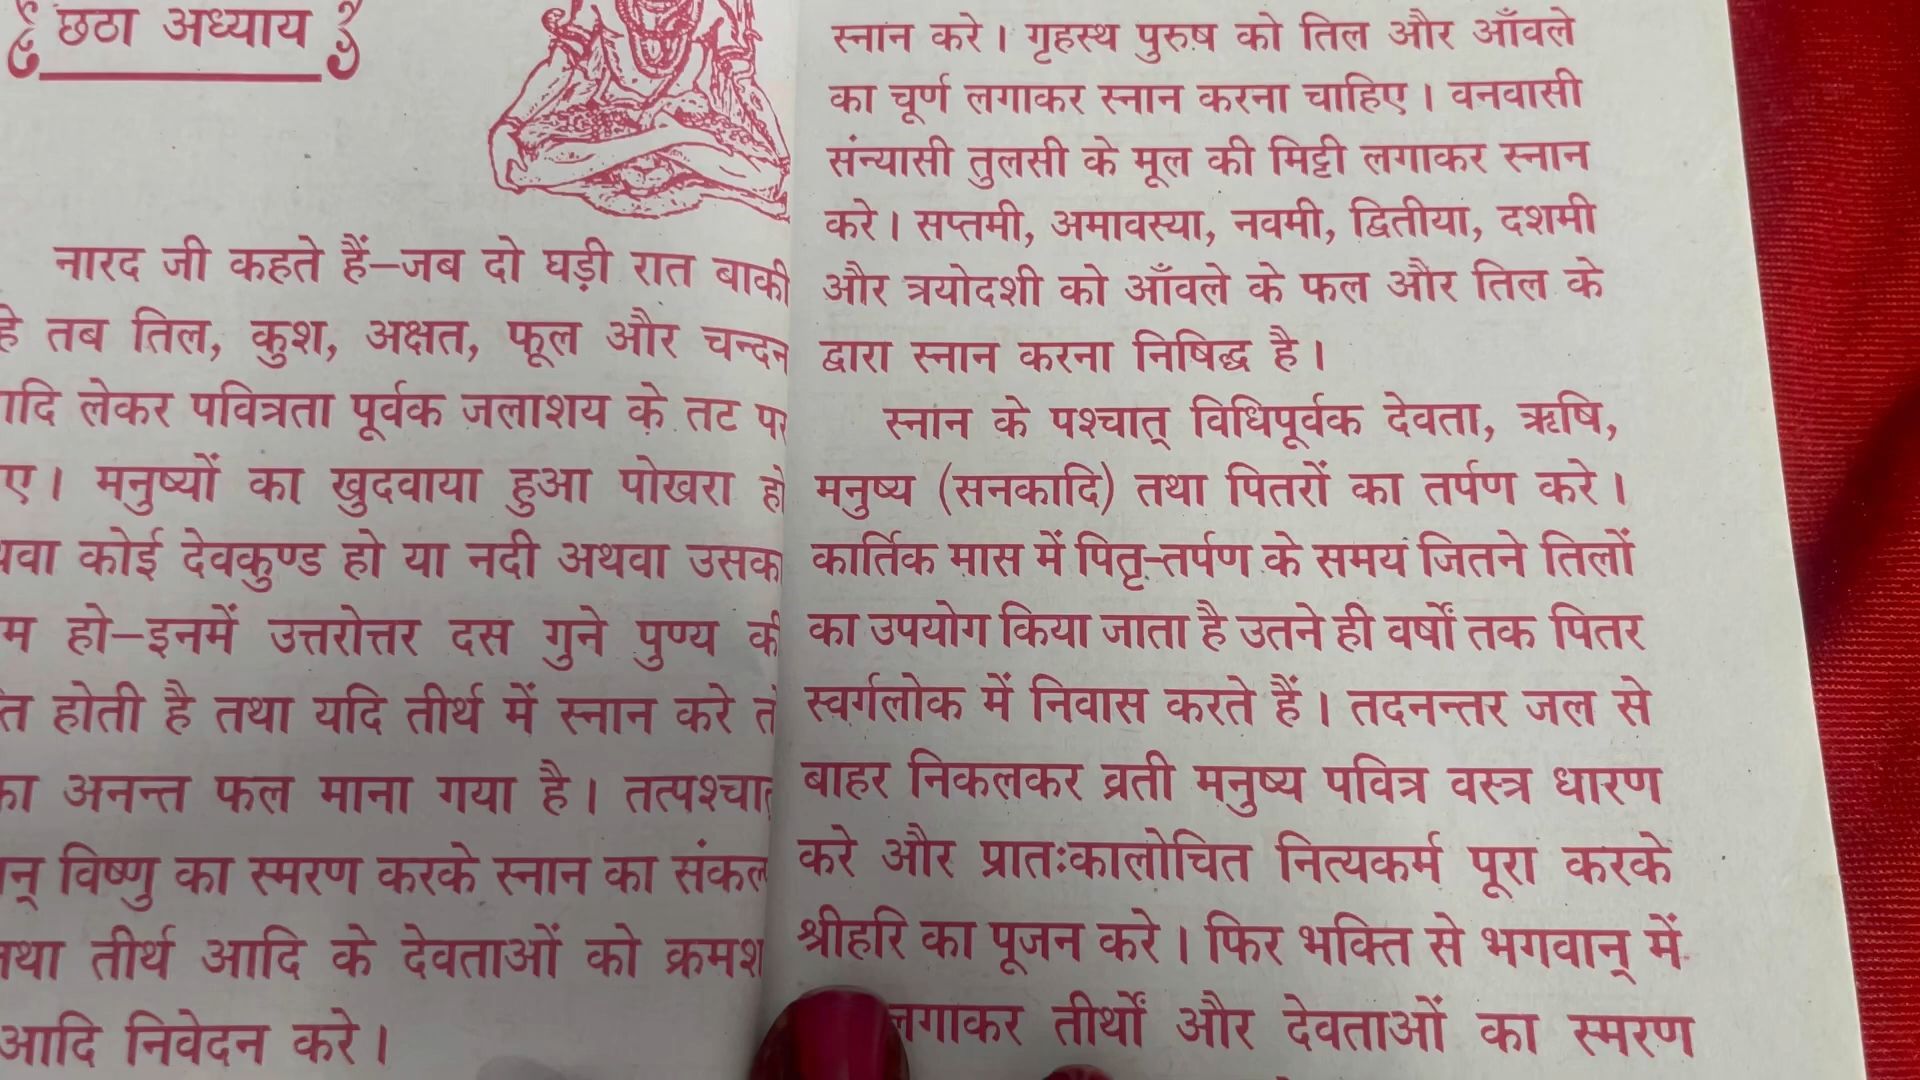 छठा अध्याय
नारद जी कहते हैं–जब दो घड़ी रात बाकी
तब तिल, कुश, अक्षत, फूल और चन्दन
लेकर पवित्रता पूर्वक जलाशय के तट पर
मनुष्यों का खुदवाया हुआ पोखरा हो
कोई देवकुण्ड हो या नदी अथवा उसका
हो–इनमें उत्तरोत्तर दस गुने पुण्य की
होती है तथा यदि तीर्थ में स्नान करे
अनन्त फल माना गया है।
विष्णु का स्मरण करके स्नान का
तीर्थ आदि के देवताओं को
आदि निवेदन करे।
स्नान करे। गृहस्थ पुरुष को तिल और आँवले
का चूर्ण लगाकर स्नान करना चाहिए। वनवासी
संन्यासी तुलसी के मूल की मिट्टी लगाकर स्नान
करे। सप्तमी, अमावस्या, नवमी, द्वितीया, दशमी
और त्रयोदशी को आँवले के फल और तिल के
द्वारा स्नान करना निषिद्ध है।
स्नान के पश्चात् विधिपूर्वक देवता, ऋषि,
मनुष्य (सनकादि) तथा पितरों का तर्पण करे।
कार्तिक मास में पितृ-तर्पण के समय जितने तिलों
का उपयोग किया जाता है उतने ही वर्षों तक पितर
स्वर्गलोक में निवास करते हैं। तदनन्तर जल से
बाहर निकलकर व्रती मनुष्य पवित्र वस्त्र धारण
करे और प्रातःकालोचित नित्यकर्म पूरा करके
श्रीहरि का पूजन करे। फिर भक्ति से भगवान् में
लगाकर तीर्थों और देवताओं का स्मरण